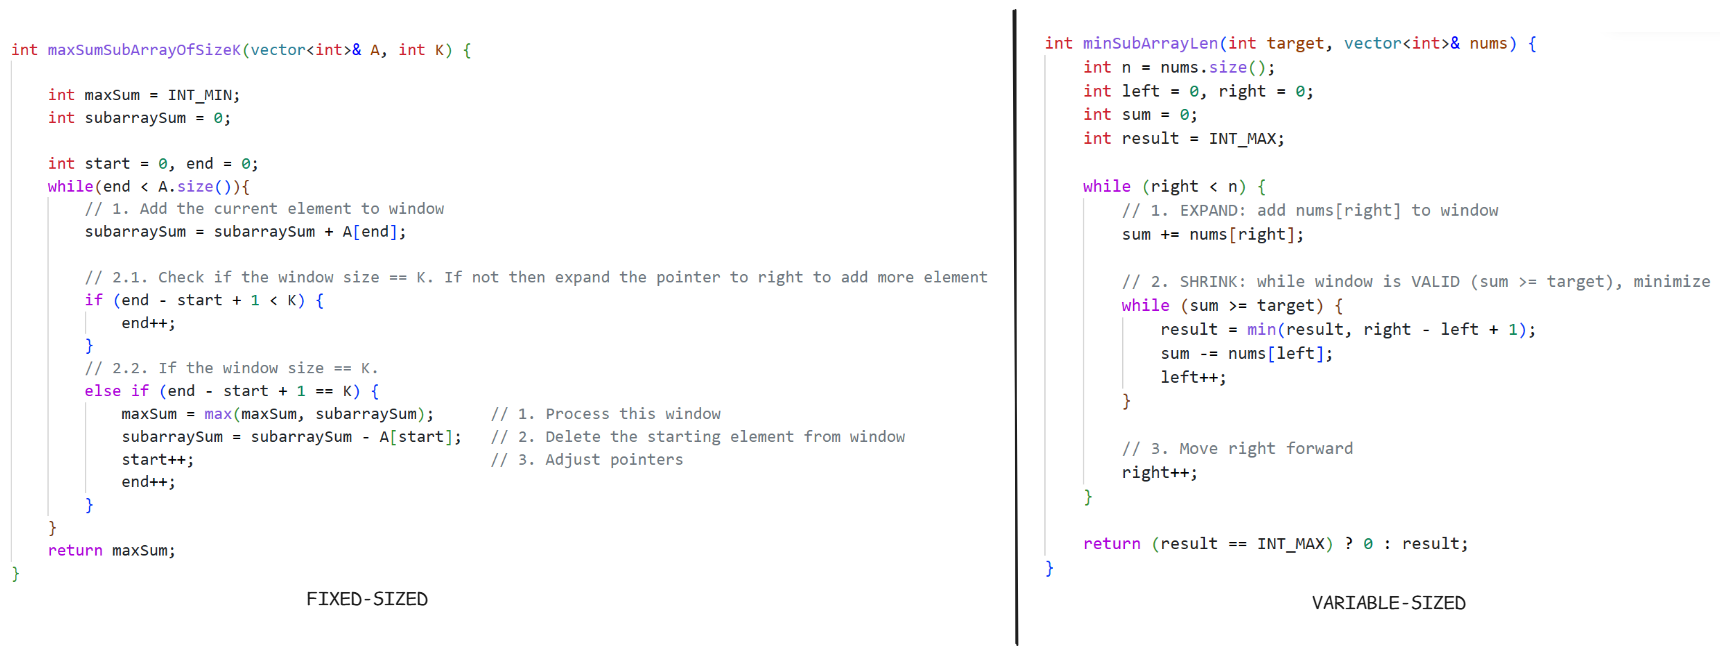 int maxSumSubArrayOfSizeK(vector<int>& A, int K) {
int maxSum = INT_MIN;
int subarraySum = 0;
int start = 0, end = 0;
while(end < A.size()){
// 1. Add the current element to window
subarraySum = subarraySum + A[end];
// 2.1. Check if the window size == K. If not then expand the pointer to right to add more element
if (end - start + 1 < K) {
end++;
}
// 2.2. If the window size == K.
else if (end - start + 1 == K) {
maxSum = max(maxSum, subarraySum); // 1. Process this window
subarraySum = subarraySum - A[start]; // 2. Delete the starting element from window
start++; // 3. Adjust pointers
end++;
}
}
return maxSum;
}
FIXED-SIZED
int minSubArrayLen(int target, vector<int>& nums) {
int n = nums.size();
int left = 0, right = 0;
int sum = 0;
int result = INT_MAX;
while (right < n) {
// 1. EXPAND: add nums[right] to window
sum += nums[right];
// 2. SHRINK: while window is VALID (sum >= target), minimize
while (sum >= target) {
result = min(result, right - left + 1);
sum -= nums[left];
left++;
}
// 3. Move right forward
right++;
}
return (result == INT_MAX) ? 0 : result;
}
VARIABLE-SIZED